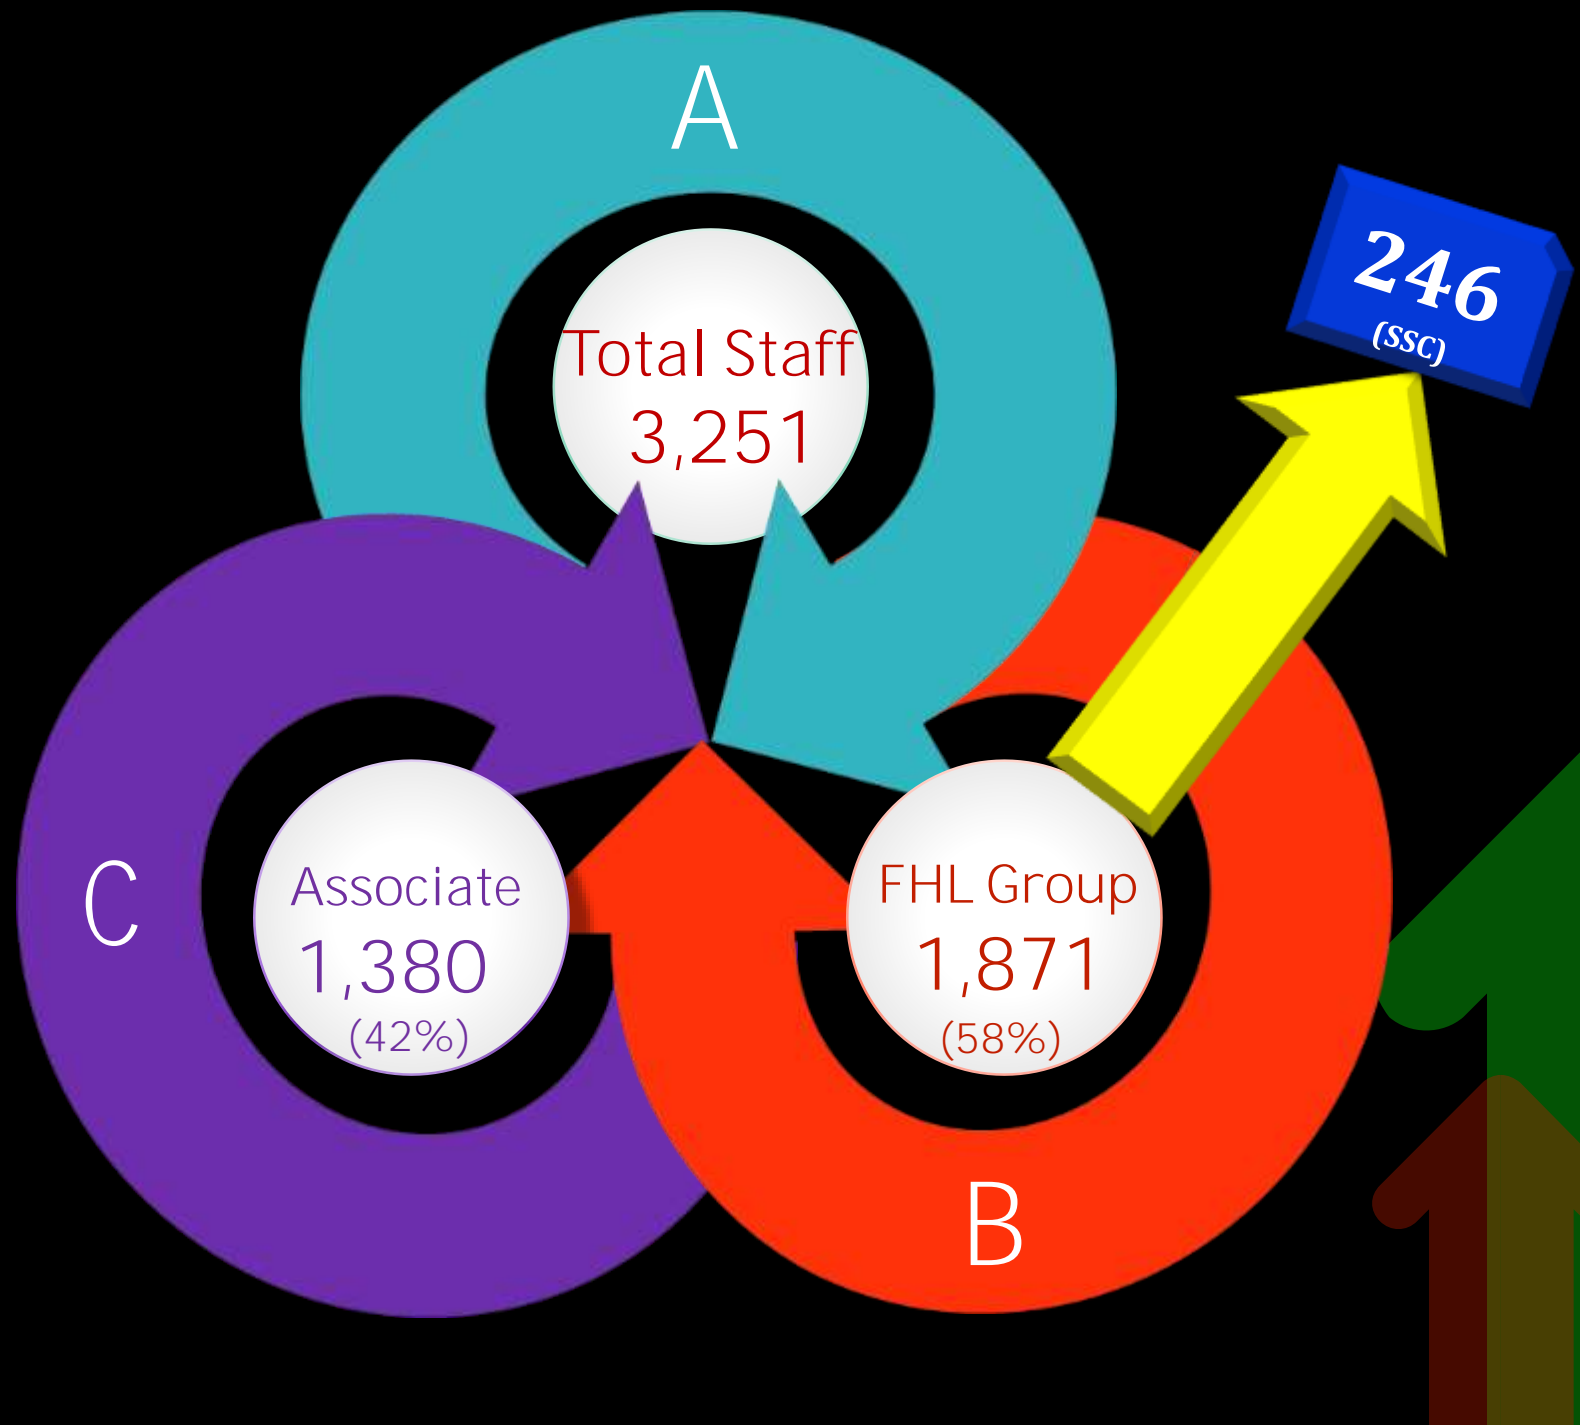 A
Total Staff
3,251
246
(SSC)
C
Associate
1,380
(42%)
FHL Group
1,871
(58%)
B